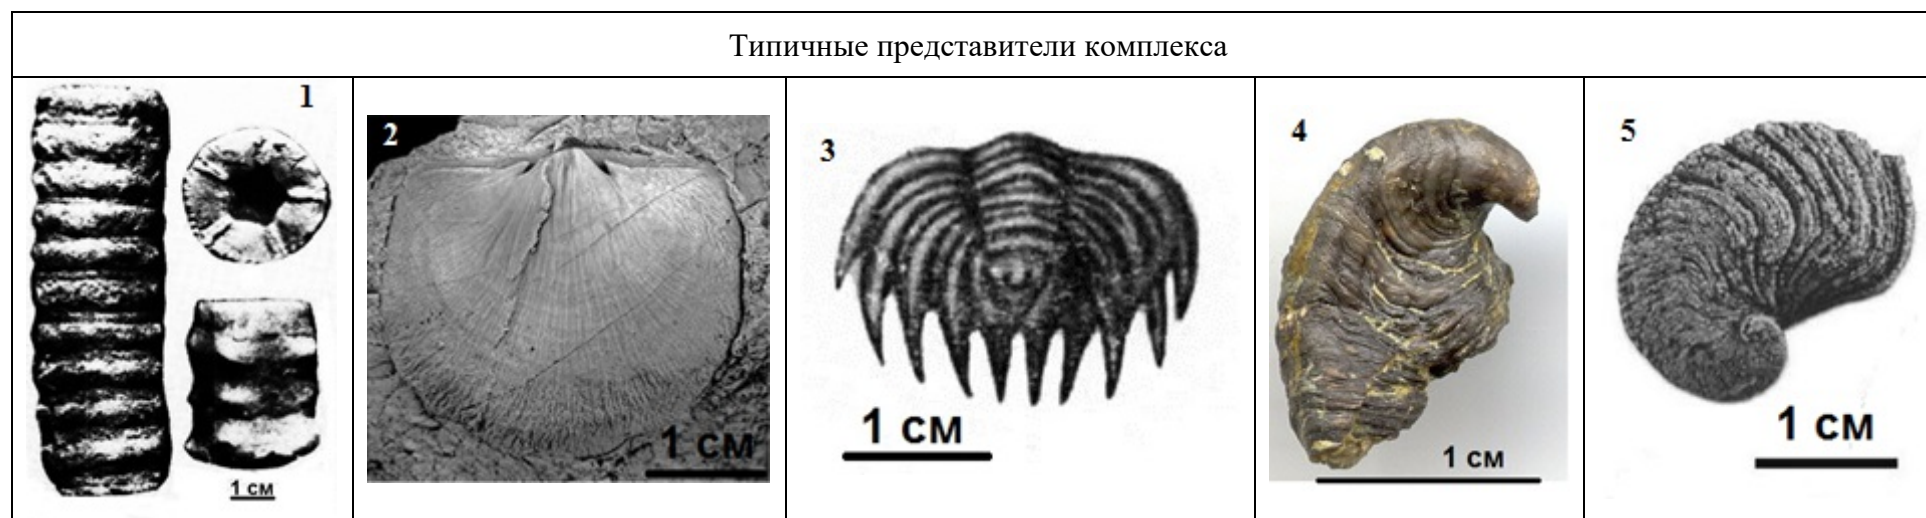 Типичные представители комплекса
1
1 см
2
1 см
3
1 см
4
1 см
5
1 см